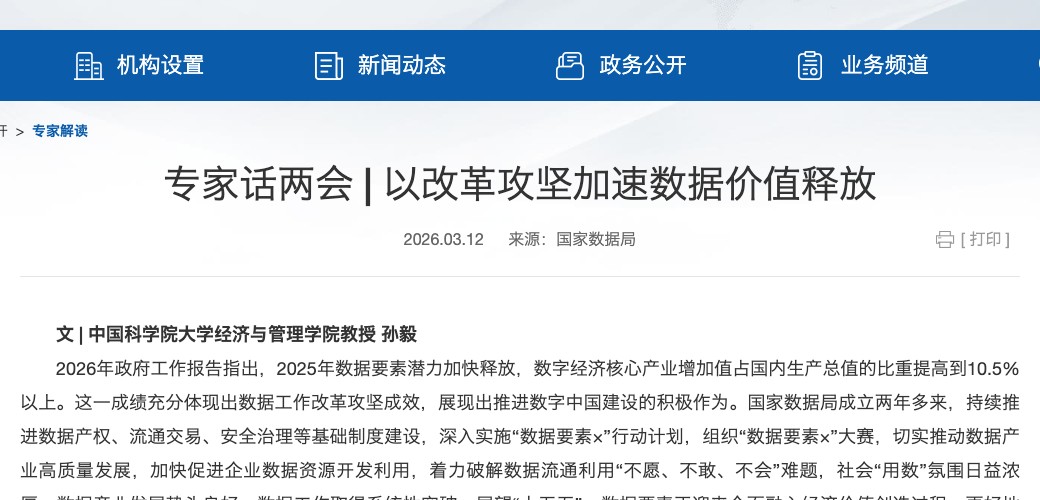 机构设置 新闻动态 政务公开 业务频道
开 > 专家解读
专家话两会 | 以改革攻坚加速数据价值释放
2026.03.12 来源：国家数据局 [ 打印 ]
文 | 中国科学院大学经济与管理学院教授 孙毅
2026年政府工作报告指出，2025年数据要素潜力加快释放，数字经济核心产业增加值占国内生产总值的比重提高到10.5%
以上。这一成绩充分体现出数据工作改革攻坚成效，展现出推进数字中国建设的积极作为。国家数据局成立两年多来，持续推
进数据产权、流通交易、安全治理等基础制度建设，深入实施“数据要素×”行动计划，组织“数据要素×”大赛，切实推动数据产
业高质量发展，加快促进企业数据资源开发利用，着力破解数据流通利用“不愿、不敢、不会”难题，社会“用数”氛围日益浓